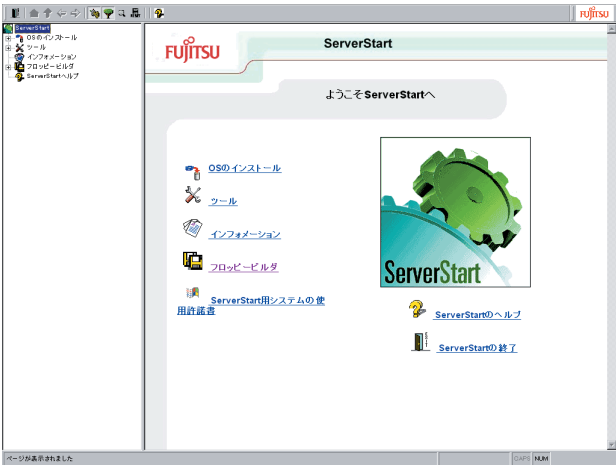 FUJITSU
ServerStart
OSのインストール
ツール
インフォメーション
フロッピービルダ
ServerStartヘルプ
FUJITSU
ServerStart
ようこそServerStartへ
OSのインストール
ツール
インフォメーション
フロッピービルダ
ServerStart用システムの使
用許諾書
ServerStart
ServerStartのヘルプ
EXIT
ServerStartの終了
ページが表示されました
CAPS NUM